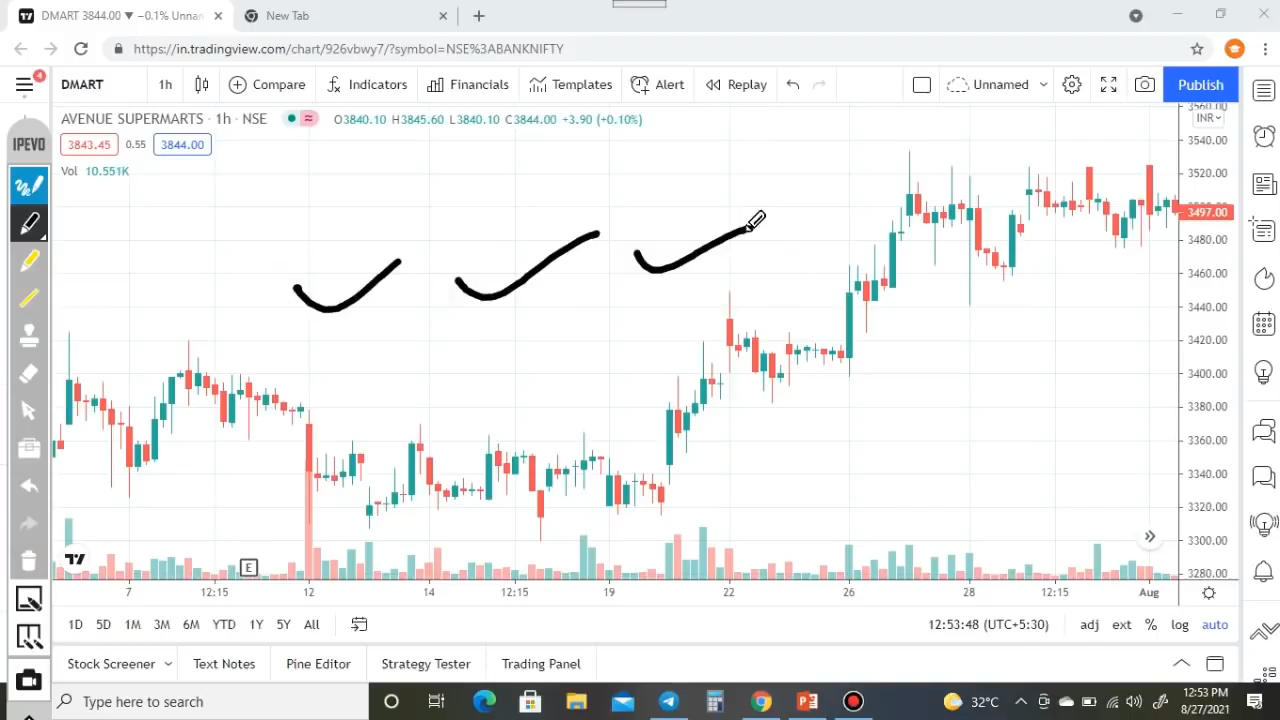 DMART 3844.00 ▼ −0.1% Unnan
New Tab
https://in.tradingview.com/chart/926vbwy7/?symbol=NSE%3ABANKNIFTY
4
DMART 1h Compare Indicators Financials Templates Alert Replay Unnamed Publish
AVENUE SUPERMARTS · 1h · NSE O3840.10 H3845.60 L3840.10 C3844.00 +3.90 (+0.10%)
INR
IPEVO
3843.45 0.55 3844.00
Vol 10.551K
3560.00
3540.00
3520.00
3497.00
3480.00
3460.00
3440.00
3420.00
3400.00
3380.00
3360.00
3340.00
3320.00
3300.00
3280.00
E
7 12:15 12 14 12:15 19 22 26 28 12:15 Aug
1D 5D 1M 3M 6M YTD 1Y 5Y All 12:53:48 (UTC+5:30) adj ext % log auto
Stock Screener Text Notes Pine Editor Strategy Tester Trading Panel
Type here to search
32°C
12:53 PM
8/27/2021